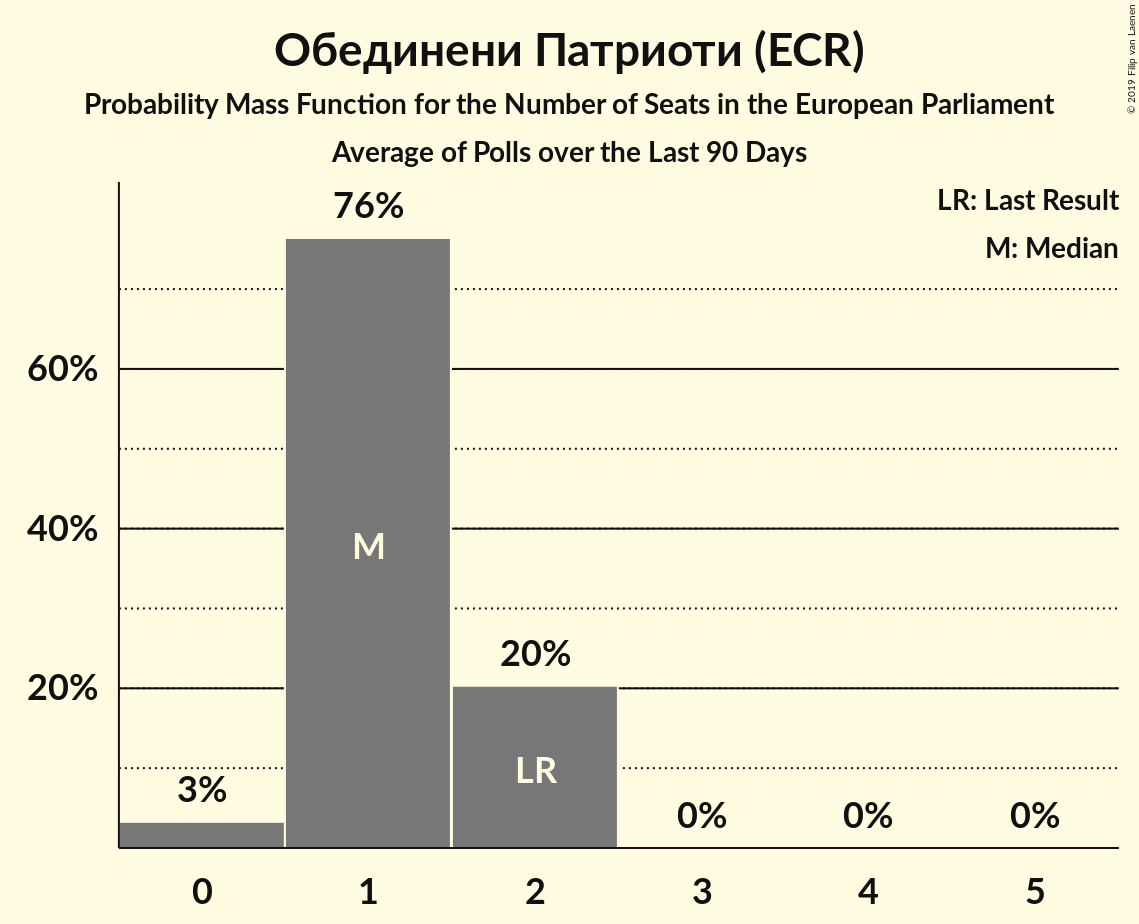 Обединени Патриоти (ECR)
Probability Mass Function for the Number of Seats in the European Parliament
Average of Polls over the Last 90 Days
© 2019 Filip van Laenen
LR: Last Result
M: Median
76%
60%
40%
20%
M
20%
LR
3%
0%
0%
0%
0
1
2
3
4
5